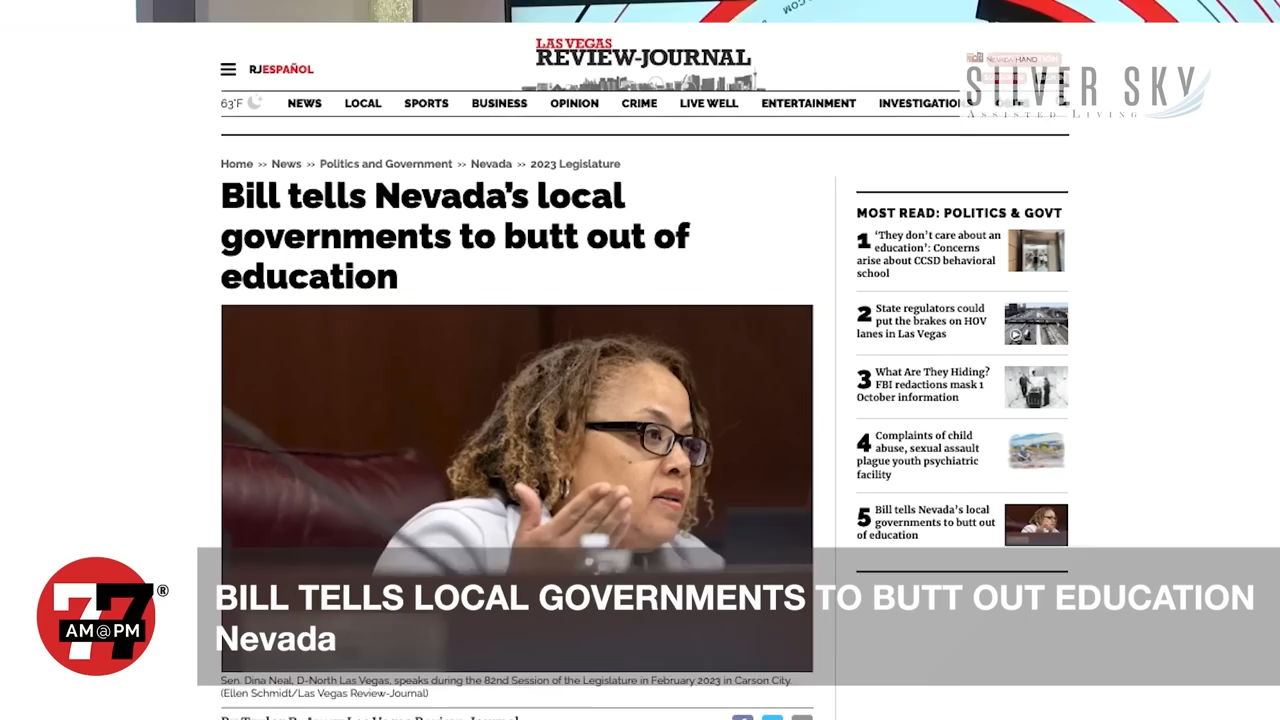 LAS VEGAS
REVIEW-JOURNAL
RJESPAÑOL
NEVADA HAND
SILVER SKY
ASSISTED LIVING
63°F
NEWS LOCAL SPORTS BUSINESS OPINION CRIME LIVE WELL ENTERTAINMENT
Home >> News >> Politics and Government >> Nevada >> 2023 Legislature
Bill tells Nevada's local
governments to butt out of
education
MOST READ: POLITICS & GOVT
1 'They don't care about an
education': Concerns
arise about CCSD behavioral
school
2 State regulators could
put the brakes on HOV
lanes in Las Vegas
3 What Are They Hiding?
FBI redactions mask 1
October information
4 Complaints of child
abuse, sexual assault
plague youth psychiatric
facility
5 Bill tells Nevada's local
governments to butt out
of education
77®
AM@PM
BILL TELLS LOCAL GOVERNMENTS TO BUTT OUT EDUCATION
Nevada
Sen. Dina Neal, D-North Las Vegas, speaks during the 82nd Session of the Legislature in February 2023 in Carson City.
(Ellen Schmidt/Las Vegas Review-Journal)